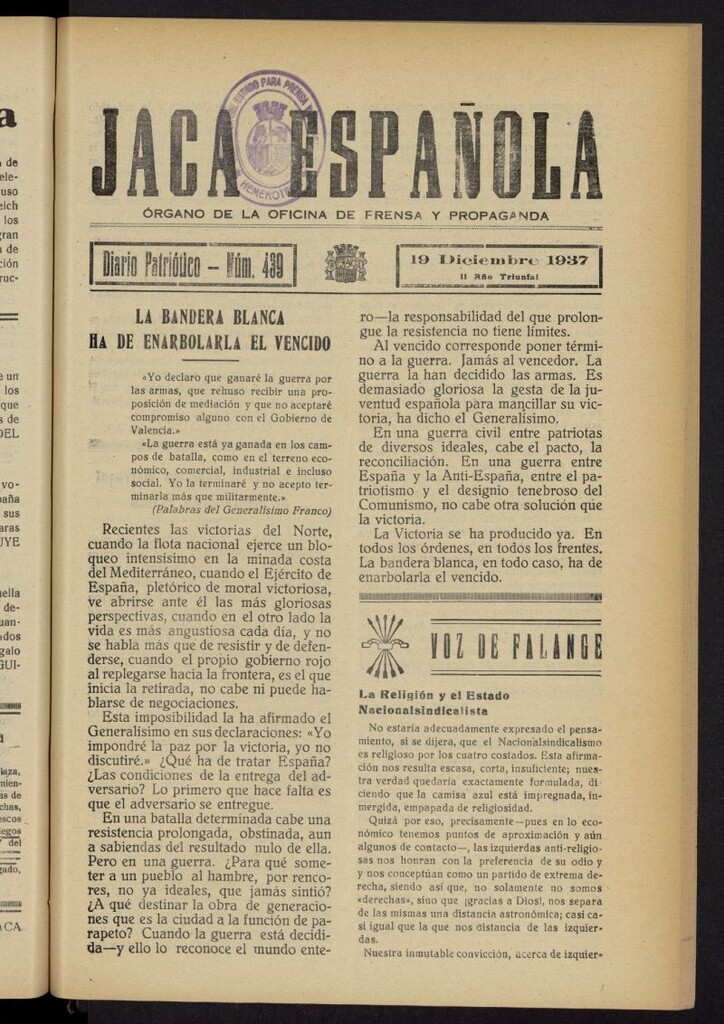 JACA ESPAÑOLA
ÓRGANO DE LA OFICINA DE FRENSA Y PROPAGANDA
Diario Patriótico — Núm. 439
19 Diciembre 1937
II Año Triunfal
LA BANDERA BLANCA
HA DE ENARBOLARLA EL VENCIDO
«Yo declaro que ganaré la guerra por
las armas, que rehuso recibir una pro-
posición de mediación y que no aceptaré
compromiso alguno con el Gobierno de
Valencia.»
«La guerra está ya ganada en los cam-
pos de batalla, como en el terreno eco-
nómico, comercial, industrial e incluso
social. Yo la terminaré y no acepto ter-
minarla más que militarmente.»
(Palabras del Generalísimo Franco)
Recientes las victorias del Norte,
cuando la flota nacional ejerce un blo-
queo intensísimo en la minada costa
del Mediterráneo, cuando el Ejército de
España, pletórico de moral victoriosa,
ve abrirse ante él las más gloriosas
perspectivas, cuando en el otro lado la
vida es más angustiosa cada día, y no
se habla más que de resistir y de defen-
derse, cuando el propio gobierno rojo
al replegarse hacia la frontera, es el que
inicia la retirada, no cabe ni puede ha-
blarse de negociaciones.
Esta imposibilidad la ha afirmado el
Generalísimo en sus declaraciones: «Yo
impondré la paz por la victoria, yo no
discutiré.» ¿Qué ha de tratar España?
¿Las condiciones de la entrega del ad-
versario? Lo primero que hace falta es
que el adversario se entregue.
En una batalla determinada cabe una
resistencia prolongada, obstinada, aun
a sabiendas del resultado nulo de ella.
Pero en una guerra. ¿Para qué some-
ter a un pueblo al hambre, por renco-
res, no ya ideales, que jamás sintió?
¿A qué destinar la obra de generacio-
nes que es la ciudad a la función de pa-
rapeto? Cuando la guerra está decidi-
da—y ello lo reconoce el mundo ente-
ro—la responsabilidad del que prolon-
gue la resistencia no tiene límites.
Al vencido corresponde poner térmi-
no a la guerra. Jamás al vencedor. La
guerra la han decidido las armas. Es
demasiado gloriosa la gesta de la ju-
ventud española para mancillar su vic-
toria, ha dicho el Generalísimo.
En una guerra civil entre patriotas
de diversos ideales, cabe el pacto, la
reconciliación. En una guerra entre
España y la Anti-España, entre el pa-
triotismo y el designio tenebroso del
Comunismo, no cabe otra solución que
la victoria.
La Victoria se ha producido ya. En
todos los órdenes, en todos los frentes.
La bandera blanca, en todo caso, ha de
enarbolarla el vencido.
VOZ DE FALANGE
La Religión y el Estado
Nacionalsindicalista
No estaría adecuadamente expresado el pensa-
miento, si se dijera, que el Nacionalsindicalismo
es religioso por los cuatro costados. Esta afirma-
ción nos resulta escasa, corta, insuficiente; nues-
tra verdad quedaría exactamente formulada, di-
ciendo que la camisa azul está impregnada, in-
mergida, empapada de religiosidad.
Quizá por eso, precisamente—pues en lo eco-
nómico tenemos puntos de aproximación y aún
algunos de contacto—, las izquierdas anti-religio-
sas nos honran con la preferencia de su odio y
y nos conceptúan como un partido de extrema de-
recha, siendo así que, no solamente no somos
«derechas», sino que ¡gracias a Dios!, nos separa
de las mismas una distancia astronómica; casi ca-
si igual que la que nos distancia de las izquier-
das.
Nuestra inmutable convicción, acerca de izquier-